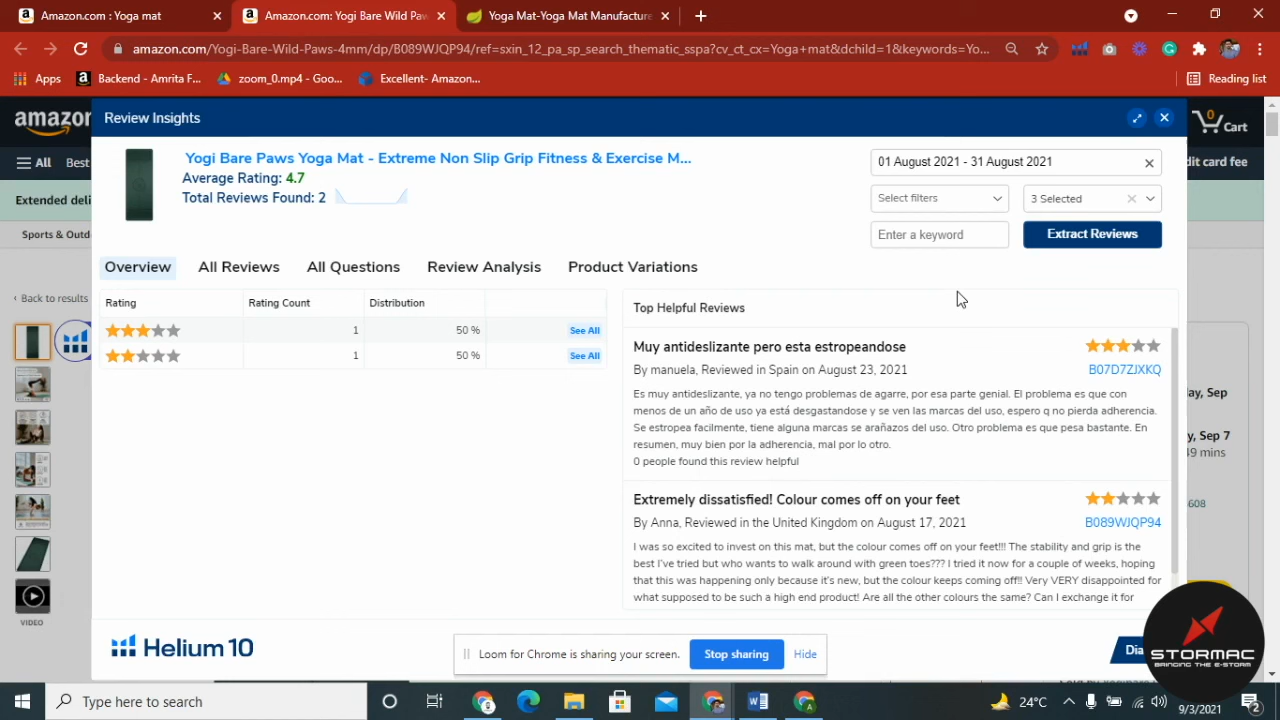 Amazon.com : Yoga mat
Amazon.com: Yogi Bare Wild Paw
Yoga Mat-Yoga Mat Manufacture
amazon.com/Yogi-Bare-Wild-Paws-4mm/dp/B089WJQP94/ref=sxin_12_pa_sp_search_thematic_sspa?cv_ct_cx=Yoga+mat&dchild=1&keywords=Yo...
Apps
Backend - Amrita F...
zoom_0.mp4 - Goo...
Excellent- Amazon...
Reading list
amazon
Review Insights
0
Cart
All
Best
dit card fee
Extended deli
Sports & Outd
Yogi Bare Paws Yoga Mat - Extreme Non Slip Grip Fitness & Exercise M...
Average Rating: 4.7
Total Reviews Found: 2
01 August 2021 - 31 August 2021
Select filters
3 Selected
Enter a keyword
Extract Reviews
Overview
All Reviews
All Questions
Review Analysis
Product Variations
‹ Back to results
Rating
Rating Count
Distribution
1
50 %
See All
1
50 %
See All
Top Helpful Reviews
Muy antideslizante pero esta estropeandose
By manuela, Reviewed in Spain on August 23, 2021
B07D7ZJXKQ
Es muy antideslizante, ya no tengo problemas de agarre, por esa parte genial. El problema es que con
menos de un año de uso ya está desgastandose y se ven las marcas del uso, espero q no pierda adherencia.
Se estropea facilmente, tiene alguna marcas se arañazos del uso. Otro problema es que pesa bastante. En
resumen, muy bien por la adherencia, mal por lo otro.
0 people found this review helpful
Extremely dissatisfied! Colour comes off on your feet
By Anna, Reviewed in the United Kingdom on August 17, 2021
B089WJQP94
I was so excited to invest on this mat, but the colour comes off on your feet!!! The stability and grip is the
best I've tried but who wants to walk around with green toes??? I tried it now for a couple of weeks, hoping
that this was happening only because it's new, but the colour keeps coming off!! Very VERY disappointed for
what supposed to be such a high end product! Are all the other colours the same? Can I exchange it for
ay, Sep
y, Sep 7
49 mins
608
VIDEO
Helium 10
Loom for Chrome is sharing your screen.
Stop sharing
Hide
Dia
STORMAC
BRINGING THE E-STORM
Type here to search
24°C
9/3/2021
2